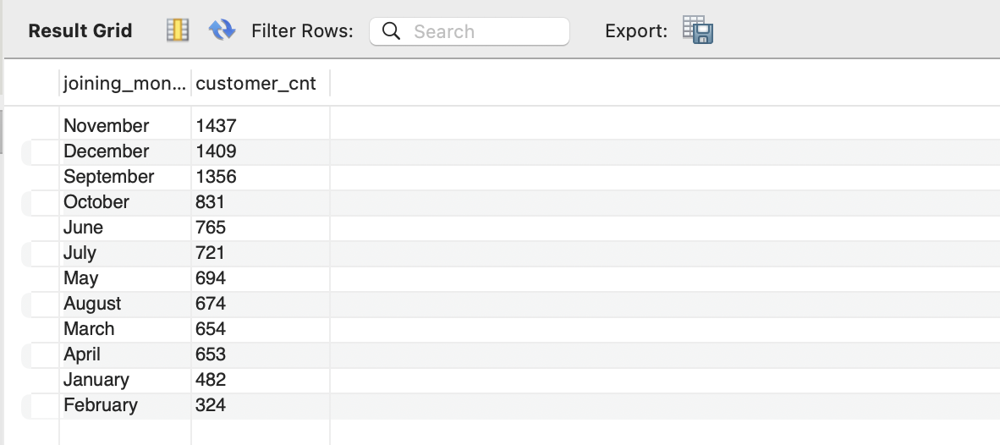 Result Grid Filter Rows: Search Export:
joining_mon... customer_cnt
November 1437
December 1409
September 1356
October 831
June 765
July 721
May 694
August 674
March 654
April 653
January 482
February 324